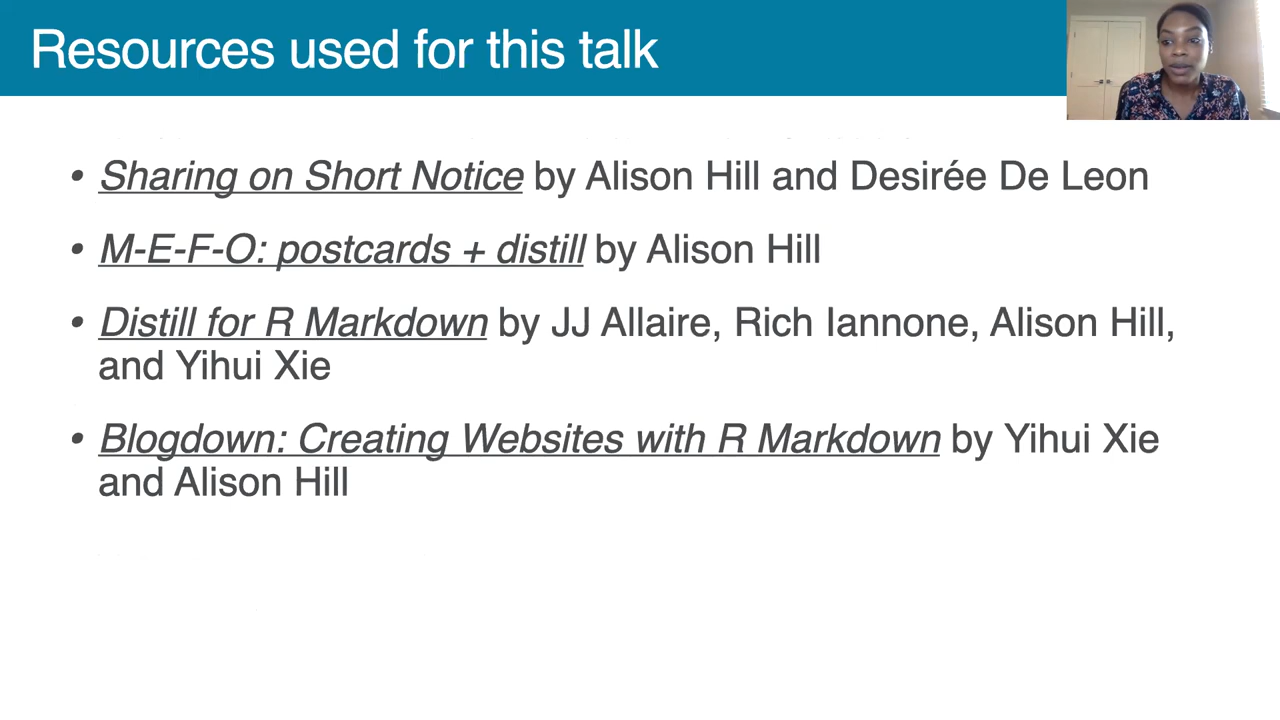 Resources used for this talk
• Sharing on Short Notice by Alison Hill and Desirée De Leon
• M-E-F-O: postcards + distill by Alison Hill
• Distill for R Markdown by JJ Allaire, Rich Iannone, Alison Hill,
and Yihui Xie
• Blogdown: Creating Websites with R Markdown by Yihui Xie
and Alison Hill